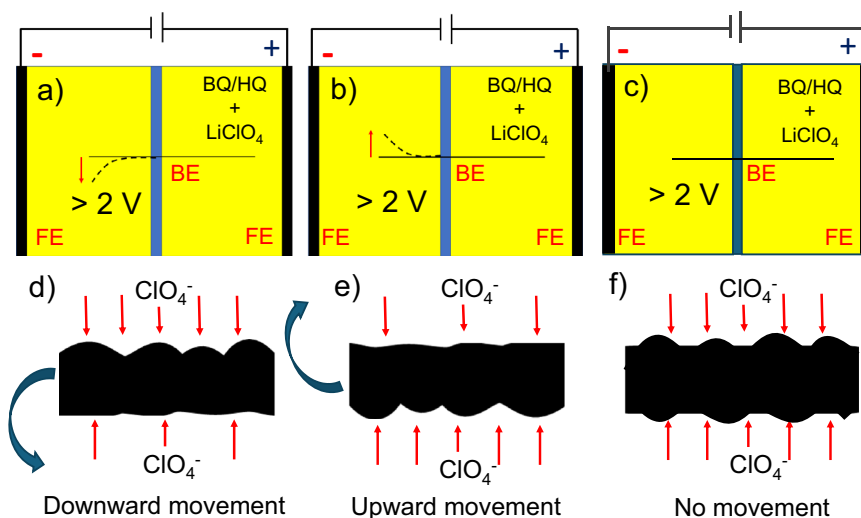 - +
a) BQ/HQ
+
LiClO₄
BE
> 2 V
FE FE
- +
b) BQ/HQ
+
LiClO₄
BE
> 2 V
FE FE
- +
c) BQ/HQ
+
LiClO₄
BE
FE FE
d) ClO₄⁻
ClO₄⁻
Downward movement
e) ClO₄⁻
ClO₄⁻
Upward movement
f) ClO₄⁻
ClO₄⁻
No movement